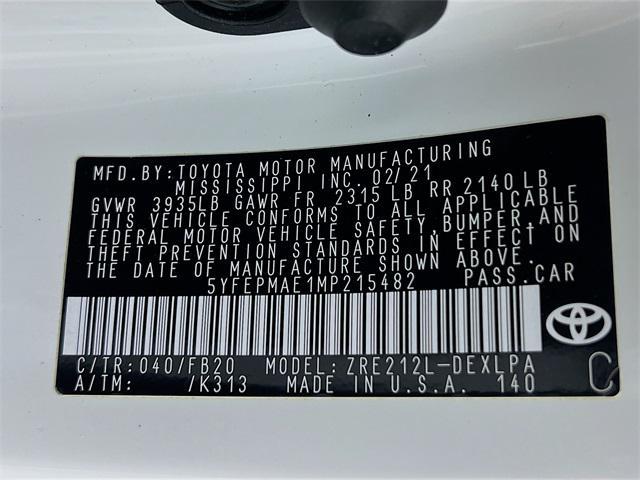 MFD.BY:TOYOTA MOTOR MANUFACTURING
MISSISSIPPI INC. 02/21
GVWR 3935LB GAWR FR 2315 LB RR 2140 LB
THIS VEHICLE CONFORMS TO ALL APPLICABLE
FEDERAL MOTOR VEHICLE SAFETY,BUMPER,AND
THEFT PREVENTION STANDARDS IN EFFECT ON
THE DATE OF MANUFACTURE SHOWN ABOVE.
5YFEPMAE1MP215482 PASS.CAR
C/TR:040/FB20 MODEL:ZRE212L-DEXLPA
A/TM: /K313 MADE IN U.S.A. 140 C